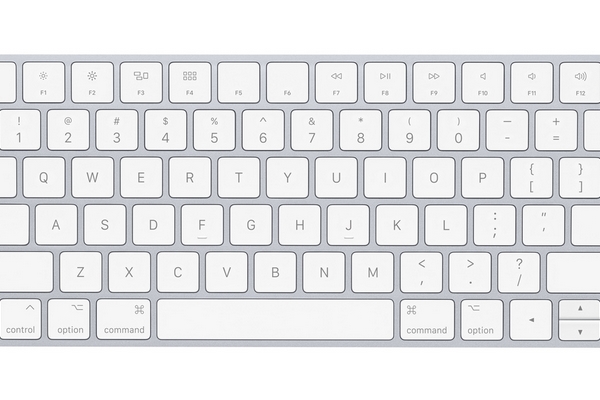 F1 F2 F3 F4 F5 F6 F7 F8 F9 F10 F11 F12
! @ # $ % ^ & * ( ) - +
1 2 3 4 5 6 7 8 9 0 - =
Q W E R T Y U I O P { }
[ ]
A S D F G H J K L : "
; '
Z X C V B N M < > ?
, . /
control option command command option